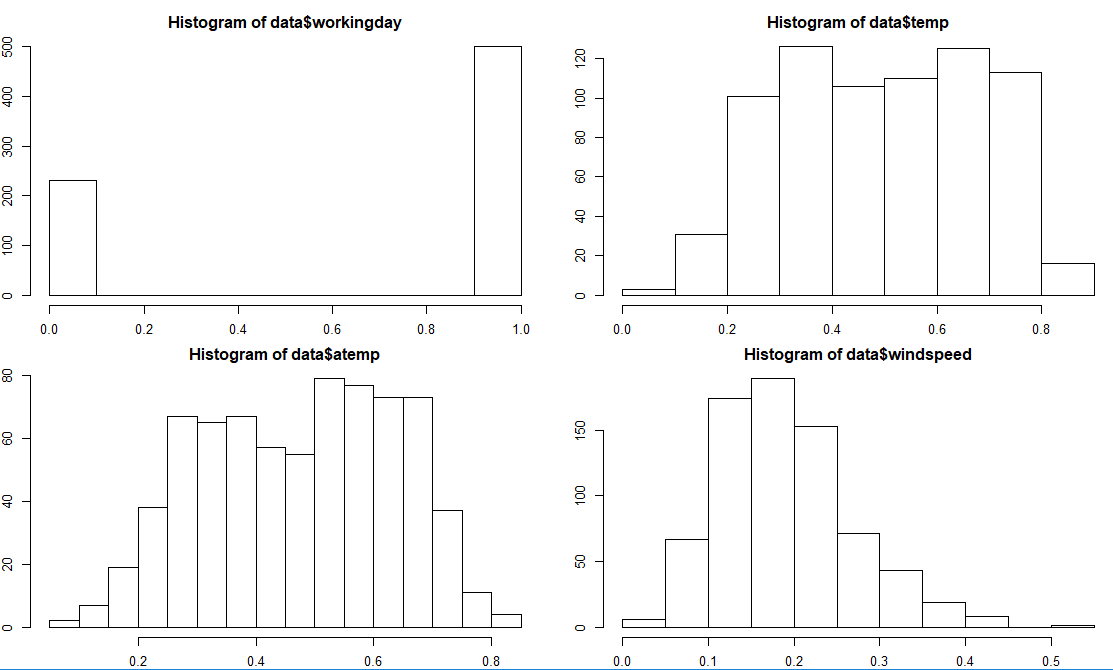 Histogram of data$workingday
500
400
300
200
100
0
0.0 0.2 0.4 0.6 0.8 1.0
Histogram of data$temp
120
100
80
60
40
20
0
0.0 0.2 0.4 0.6 0.8
Histogram of data$atemp
80
60
40
20
0
0.2 0.4 0.6 0.8
Histogram of data$windspeed
150
100
50
0
0.0 0.1 0.2 0.3 0.4 0.5